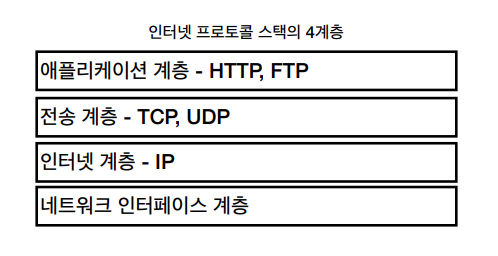 인터넷 프로토콜 스택의 4계층
애플리케이션 계층 - HTTP, FTP
전송 계층 - TCP, UDP
인터넷 계층 - IP
네트워크 인터페이스 계층